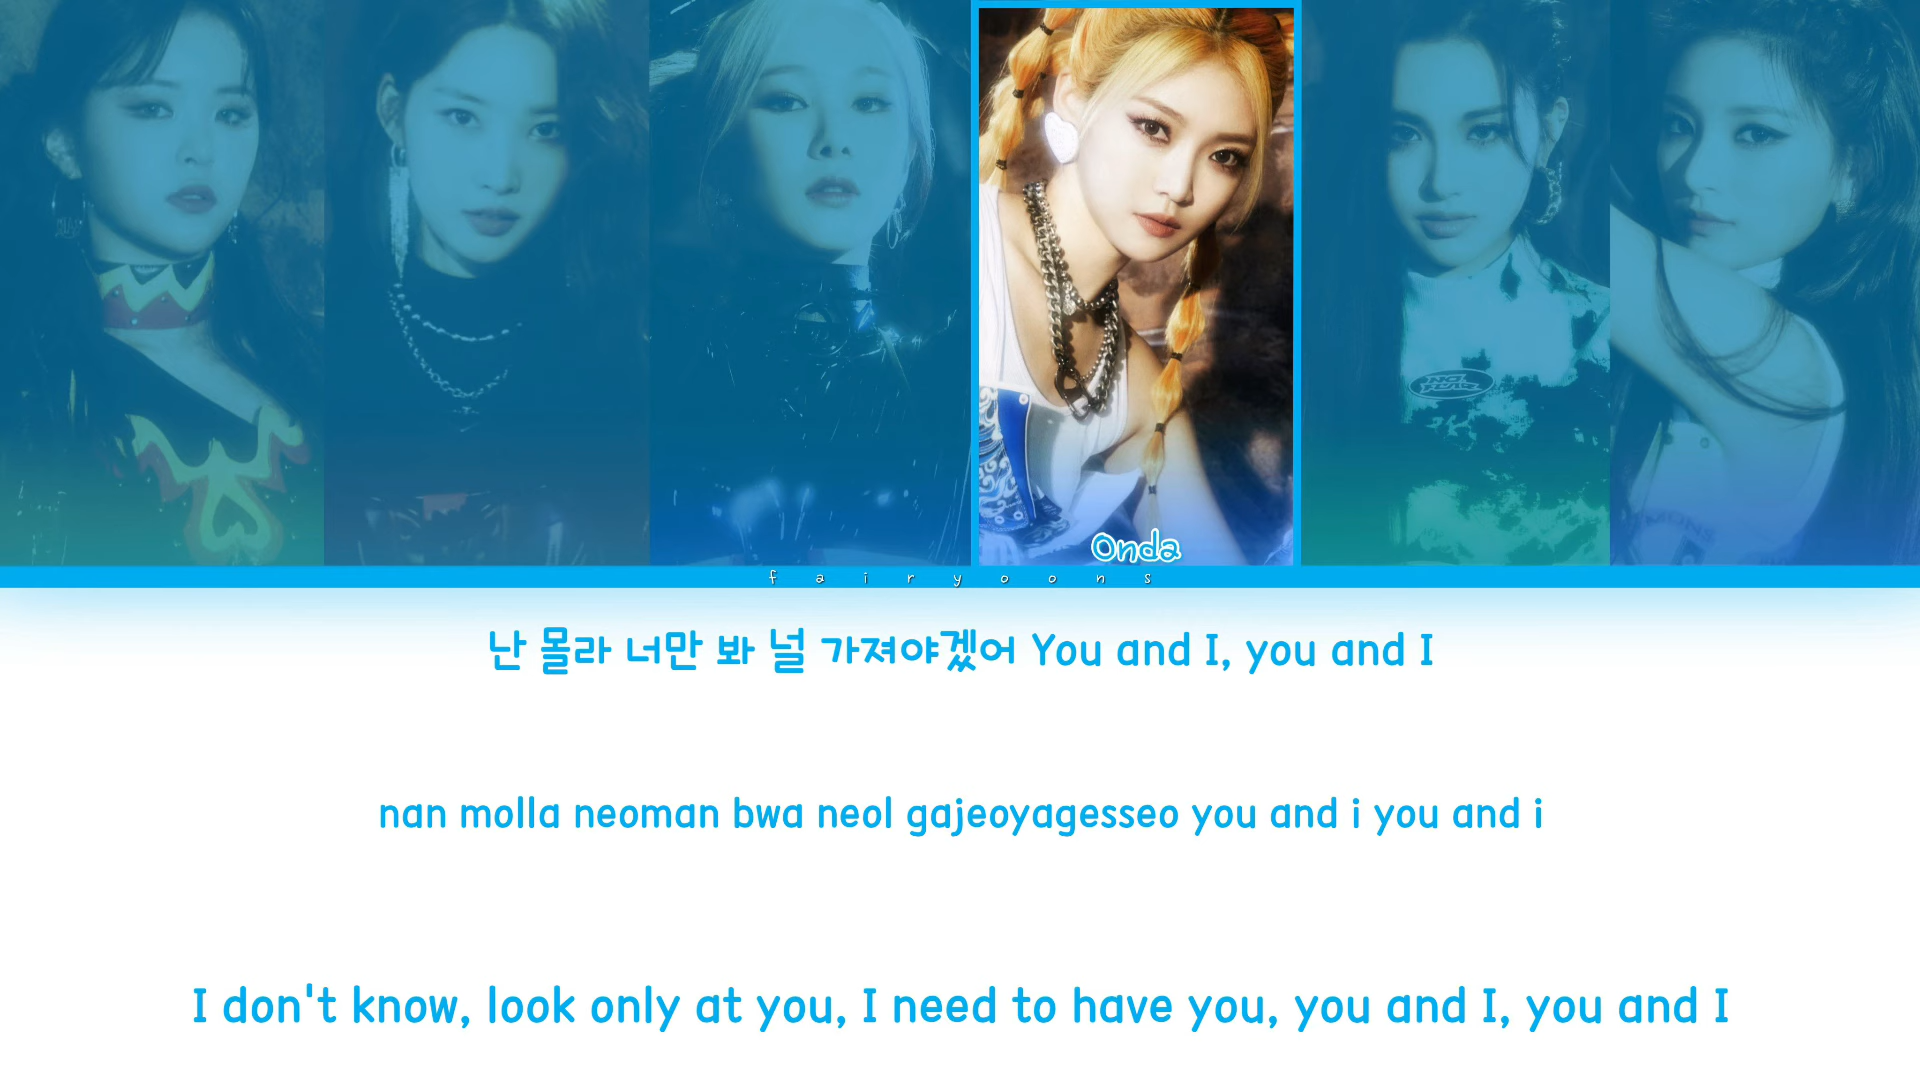 Onda
fairyoons
난 몰라 너만 봐 널 가져야겠어 You and I, you and I
nan molla neoman bwa neol gajeoyagesseo you and i you and i
I don't know, look only at you, I need to have you, you and I, you and I